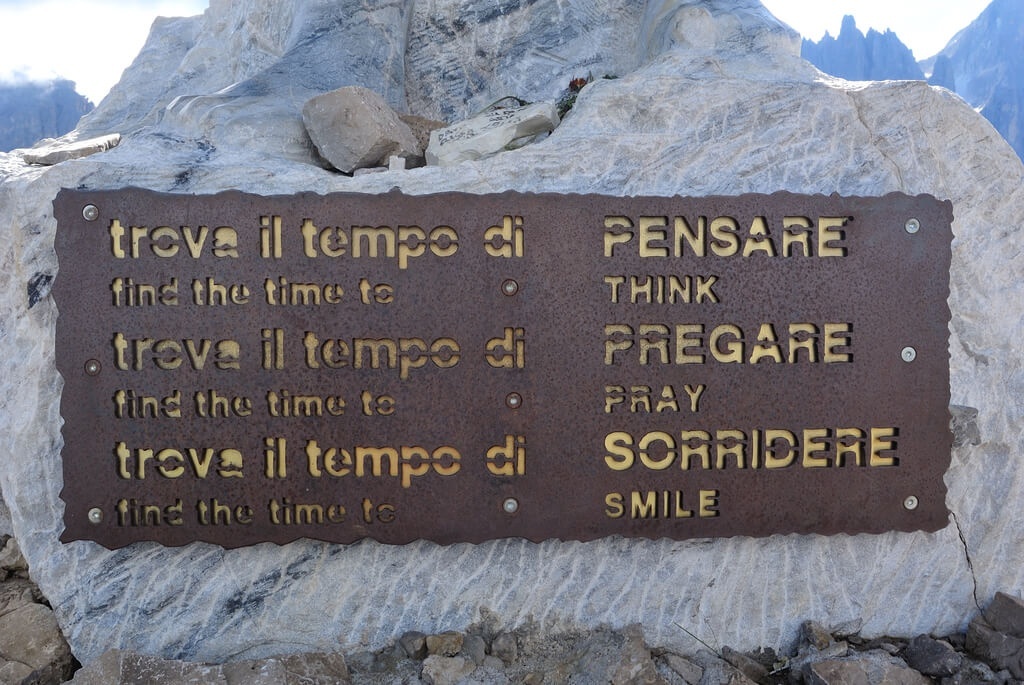 trova il tempo di PENSARE
find the time to THINK
trova il tempo di PREGARE
find the time to PRAY
trova il tempo di SORRIDERE
find the time to SMILE